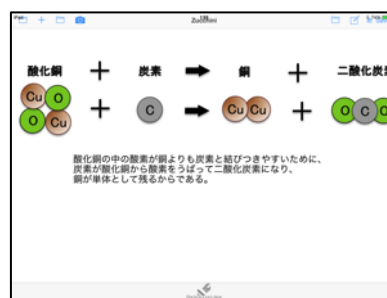 Zucchini
酸化銅 + 炭素 ➡ 銅 + 二酸化炭素
Cu O + C ➡ Cu Cu + O C O
O Cu
酸化銅の中の酸素が銅よりも炭素と結びつきやすいために、
炭素が酸化銅から酸素をうばって二酸化炭素になり、
銅が単体として残るからである。